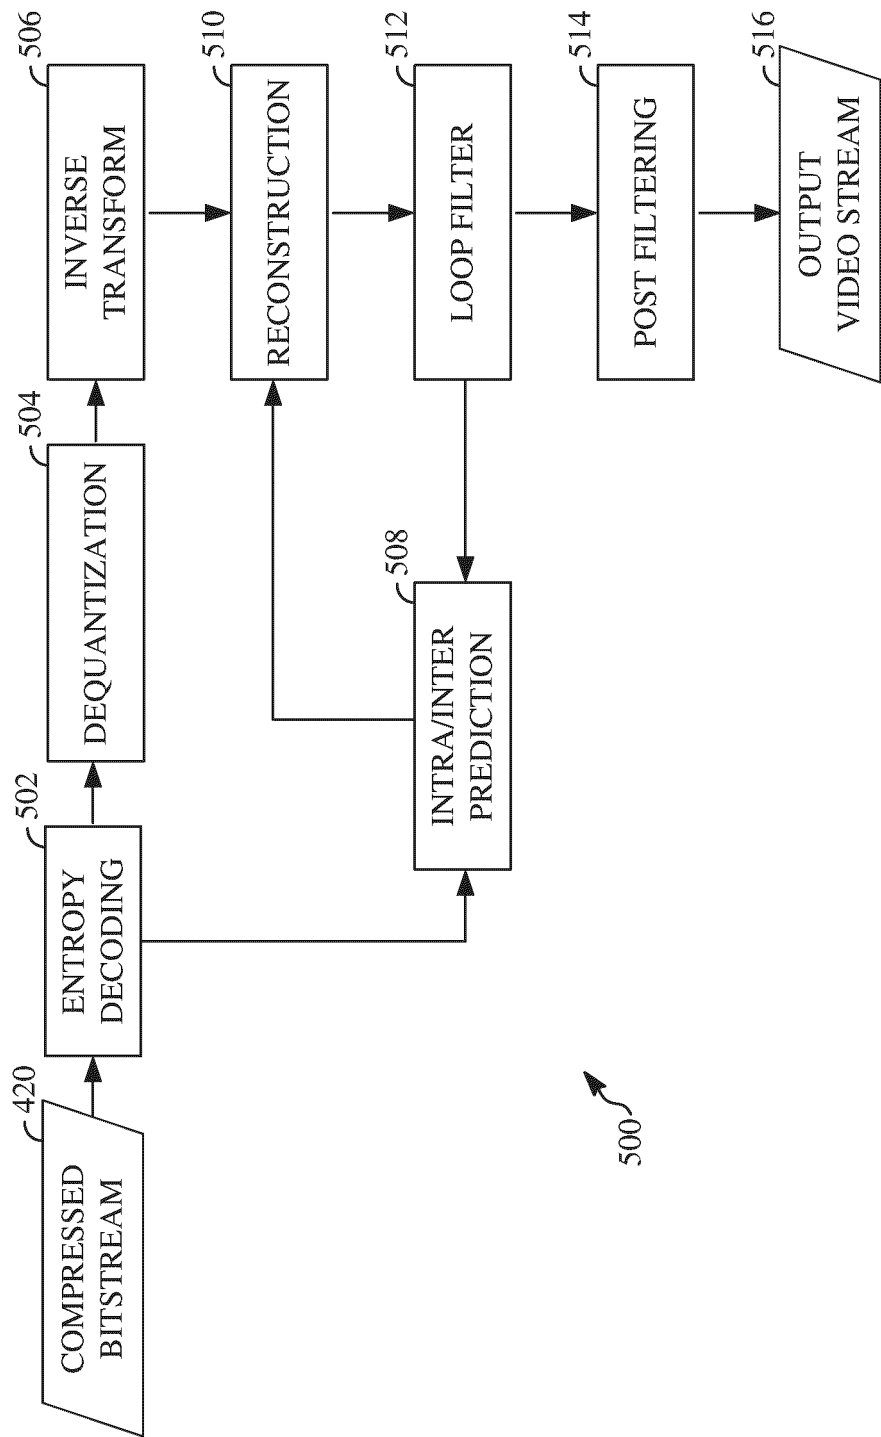 420
COMPRESSED
BITSTREAM
502
ENTROPY
DECODING
504
DEQUANTIZATION
506
INVERSE
TRANSFORM
508
INTRA/INTER
PREDICTION
510
RECONSTRUCTION
512
LOOP FILTER
514
POST FILTERING
516
OUTPUT
VIDEO STREAM
500